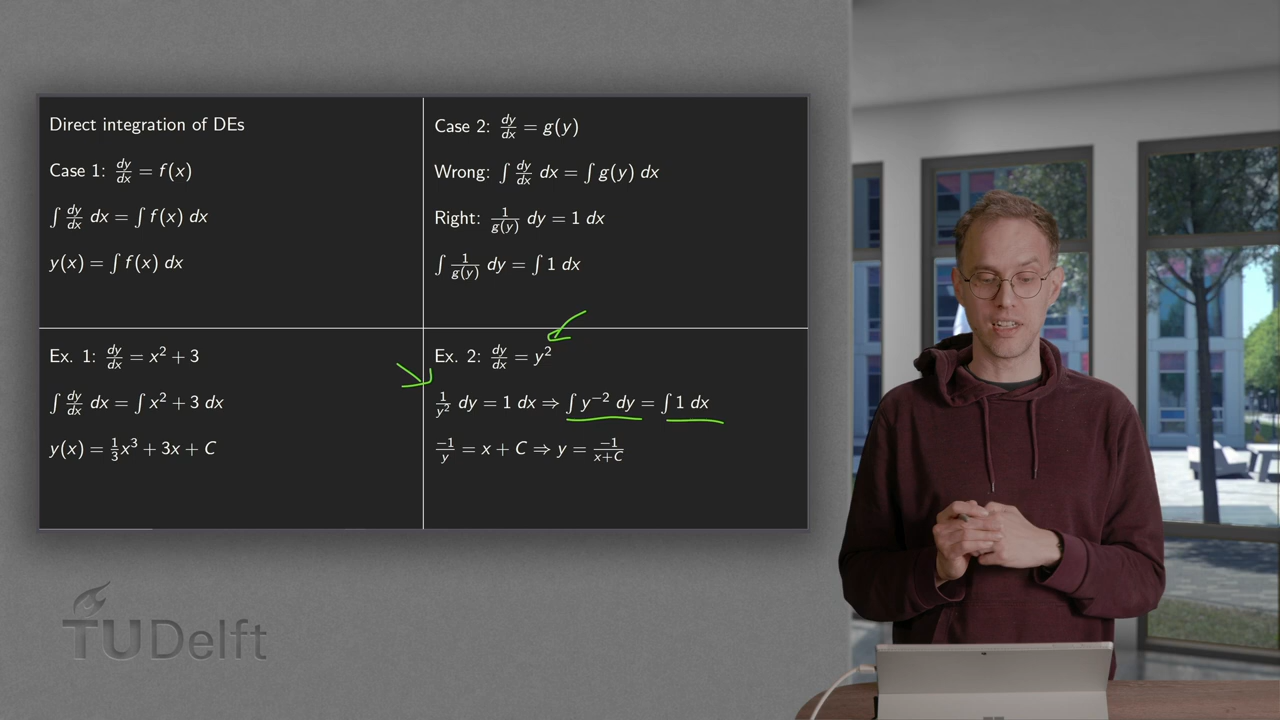 Direct integration of DEs
Case 1: dy/dx = f(x)
∫ dy/dx dx = ∫ f(x) dx
y(x) = ∫ f(x) dx
Case 2: dy/dx = g(y)
Wrong: ∫ dy/dx dx = ∫ g(y) dx
Right: 1/g(y) dy = 1 dx
∫ 1/g(y) dy = ∫ 1 dx
Ex. 1: dy/dx = x² + 3
∫ dy/dx dx = ∫ x² + 3 dx
y(x) = 1/3 x³ + 3x + C
Ex. 2: dy/dx = y²
1/y² dy = 1 dx ⇒ ∫ y⁻² dy = ∫ 1 dx
-1/y = x + C ⇒ y = -1/x+C
TUDelft